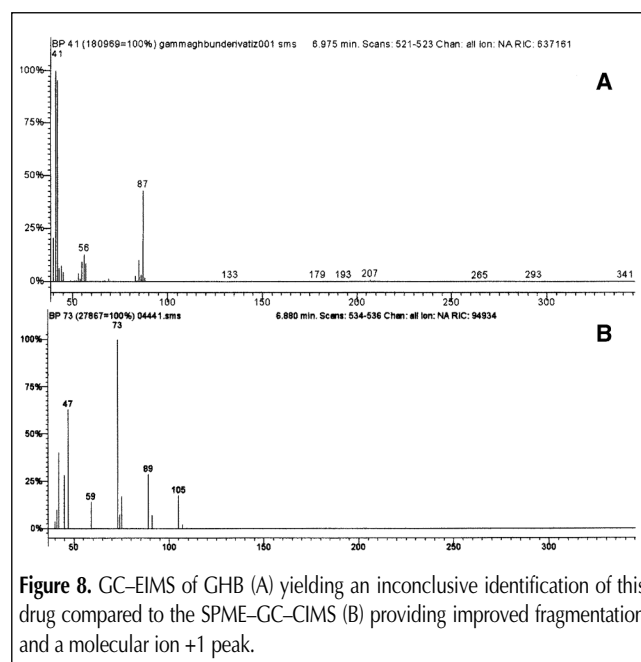 BP 41 (180969=100%) gammaghbunderivatiz001 sms 6.975 min. Scans: 521-523 Chan: all Ion: NA RIC: 637161
41
100%
A
75%
50%
87
25%
56
0%
133 179 193 207 265 293 341
50 100 150 200 250 300
BP 73 (27867=100%) 04441.sms 6.880 min. Scans: 534-536 Chan: all Ion: NA RIC: 94934
73
100%
B
75%
47
50%
25%
59 89 105
0%
50 100 150 200 250 300
Figure 8. GC–EIMS of GHB (A) yielding an inconclusive identification of this
drug compared to the SPME–GC–CIMS (B) providing improved fragmentation
and a molecular ion +1 peak.